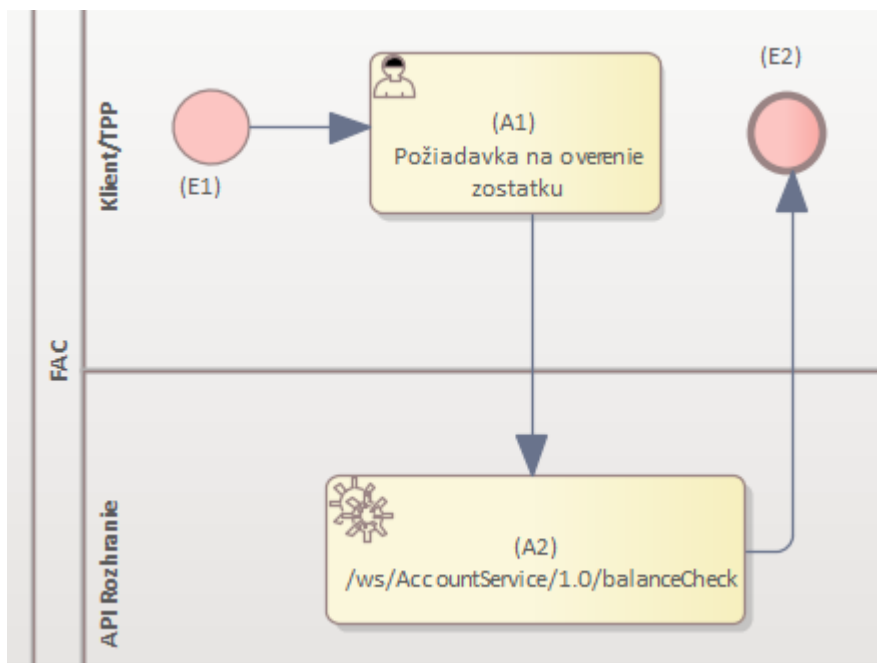 FAC
Klient/TPP
(E1)
(A1)
Požiadavka na overenie
zostatku
(E2)
API Rozhranie
(A2)
/ws/AccountService/1.0/balanceCheck